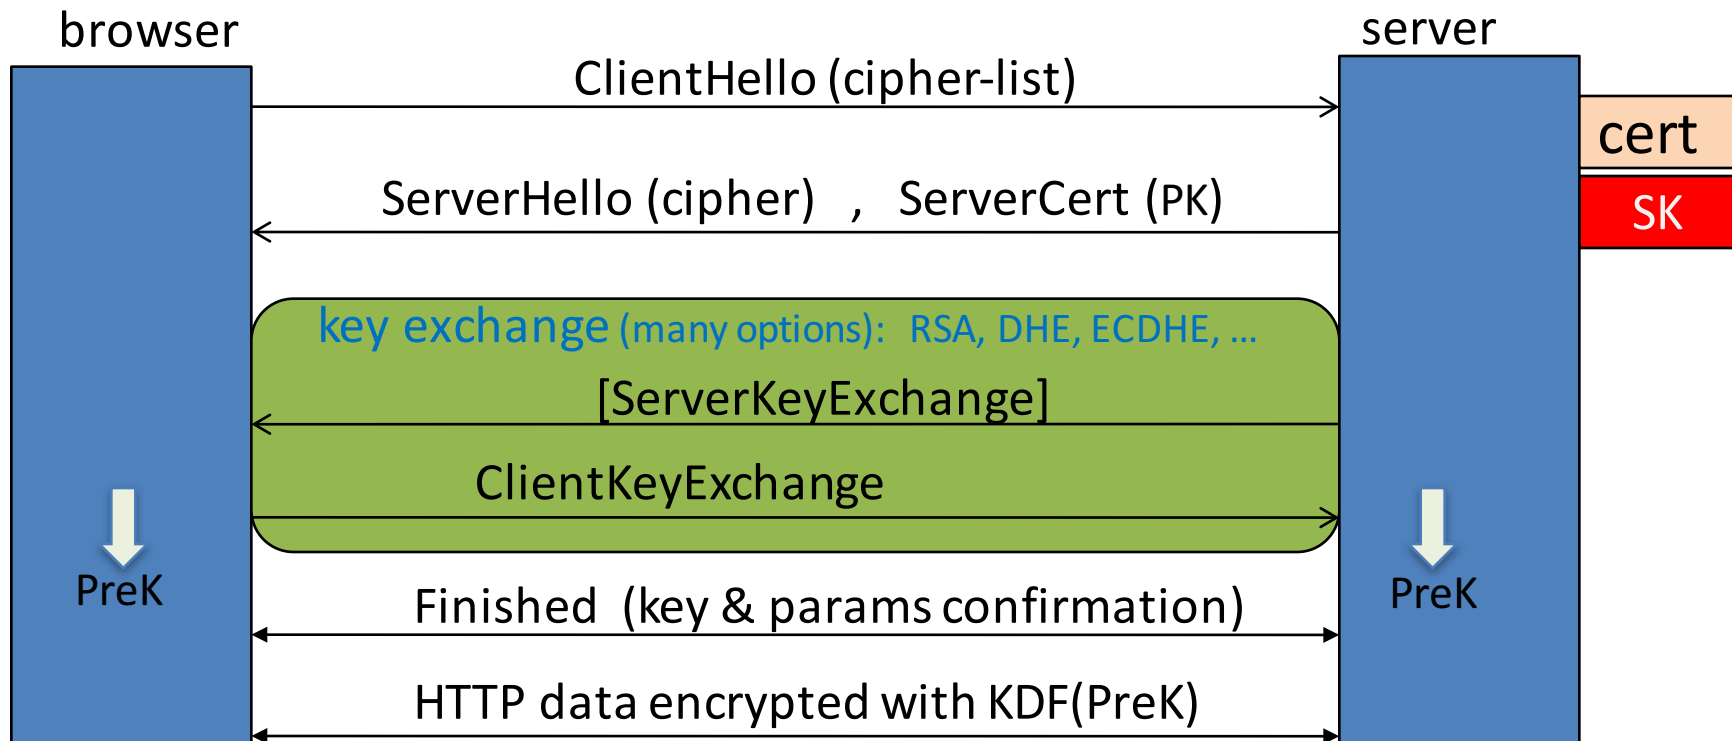 browser
server
ClientHello (cipher-list)
cert
ServerHello (cipher) , ServerCert (PK)
SK
key exchange (many options): RSA, DHE, ECDHE, ...
[ServerKeyExchange]
ClientKeyExchange
PreK
PreK
Finished (key & params confirmation)
HTTP data encrypted with KDF(PreK)